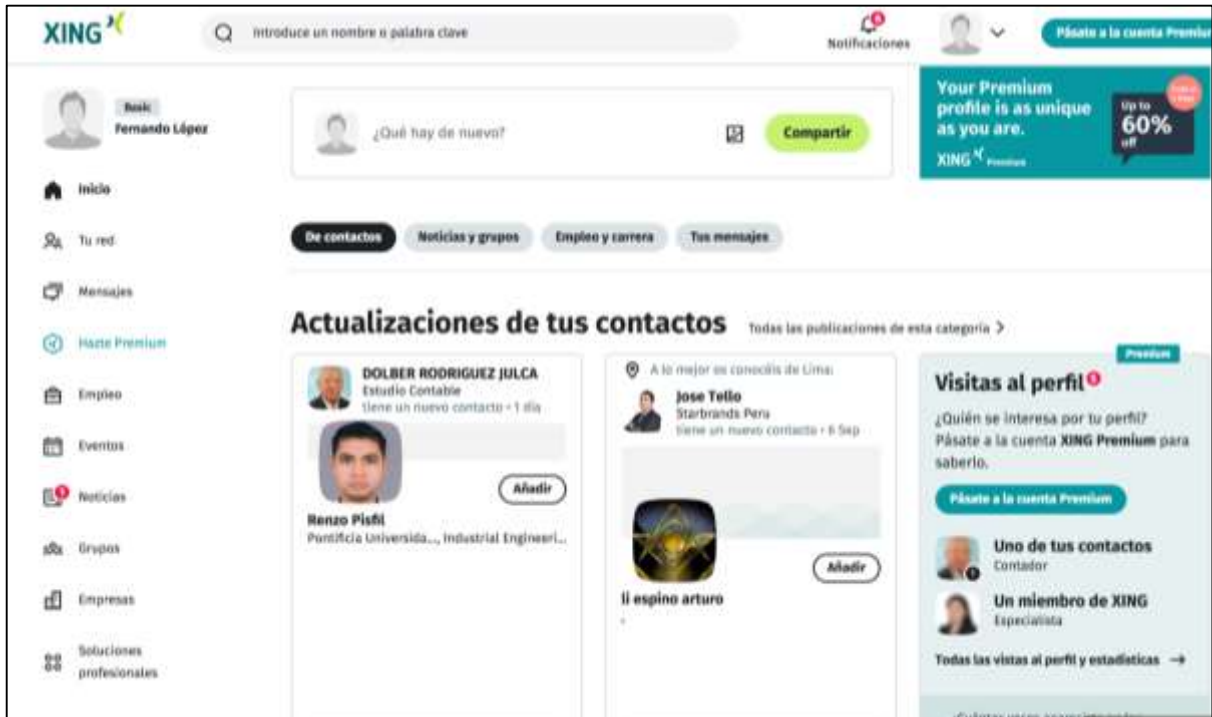 XING
Introduce un nombre o palabra clave
Notificaciones
Pásate a la cuenta Premium
Basic
Fernando López
Inicio
Tu red
Mensajes
Hazte Premium
Empleo
Eventos
Noticias
Grupos
Empresas
Soluciones
profesionales
¿Qué hay de nuevo?
Compartir
Your Premium
profile is as unique
as you are.
XING Premium
Up to
60%
off
De contactos
Noticias y grupos
Empleo y carrera
Tus mensajes
Actualizaciones de tus contactos
Todas las publicaciones de esta categoría
DOLBER RODRIGUEZ JULCA
Estudio Contable
tiene un nuevo contacto • 1 día
Añadir
Renzo Pisfil
Pontificia Universida..., Industrial Engineeri...
A lo mejor os conocéis de Lima:
Jose Tello
Starbrands Peru
tiene un nuevo contacto • 6 Sep
Añadir
li espino arturo
Premium
Visitas al perfil
¿Quién se interesa por tu perfil?
Pásate a la cuenta XING Premium para
saberlo.
Pásate a la cuenta Premium
Uno de tus contactos
Contador
Un miembro de XING
Especialista
Todas las vistas al perfil y estadísticas